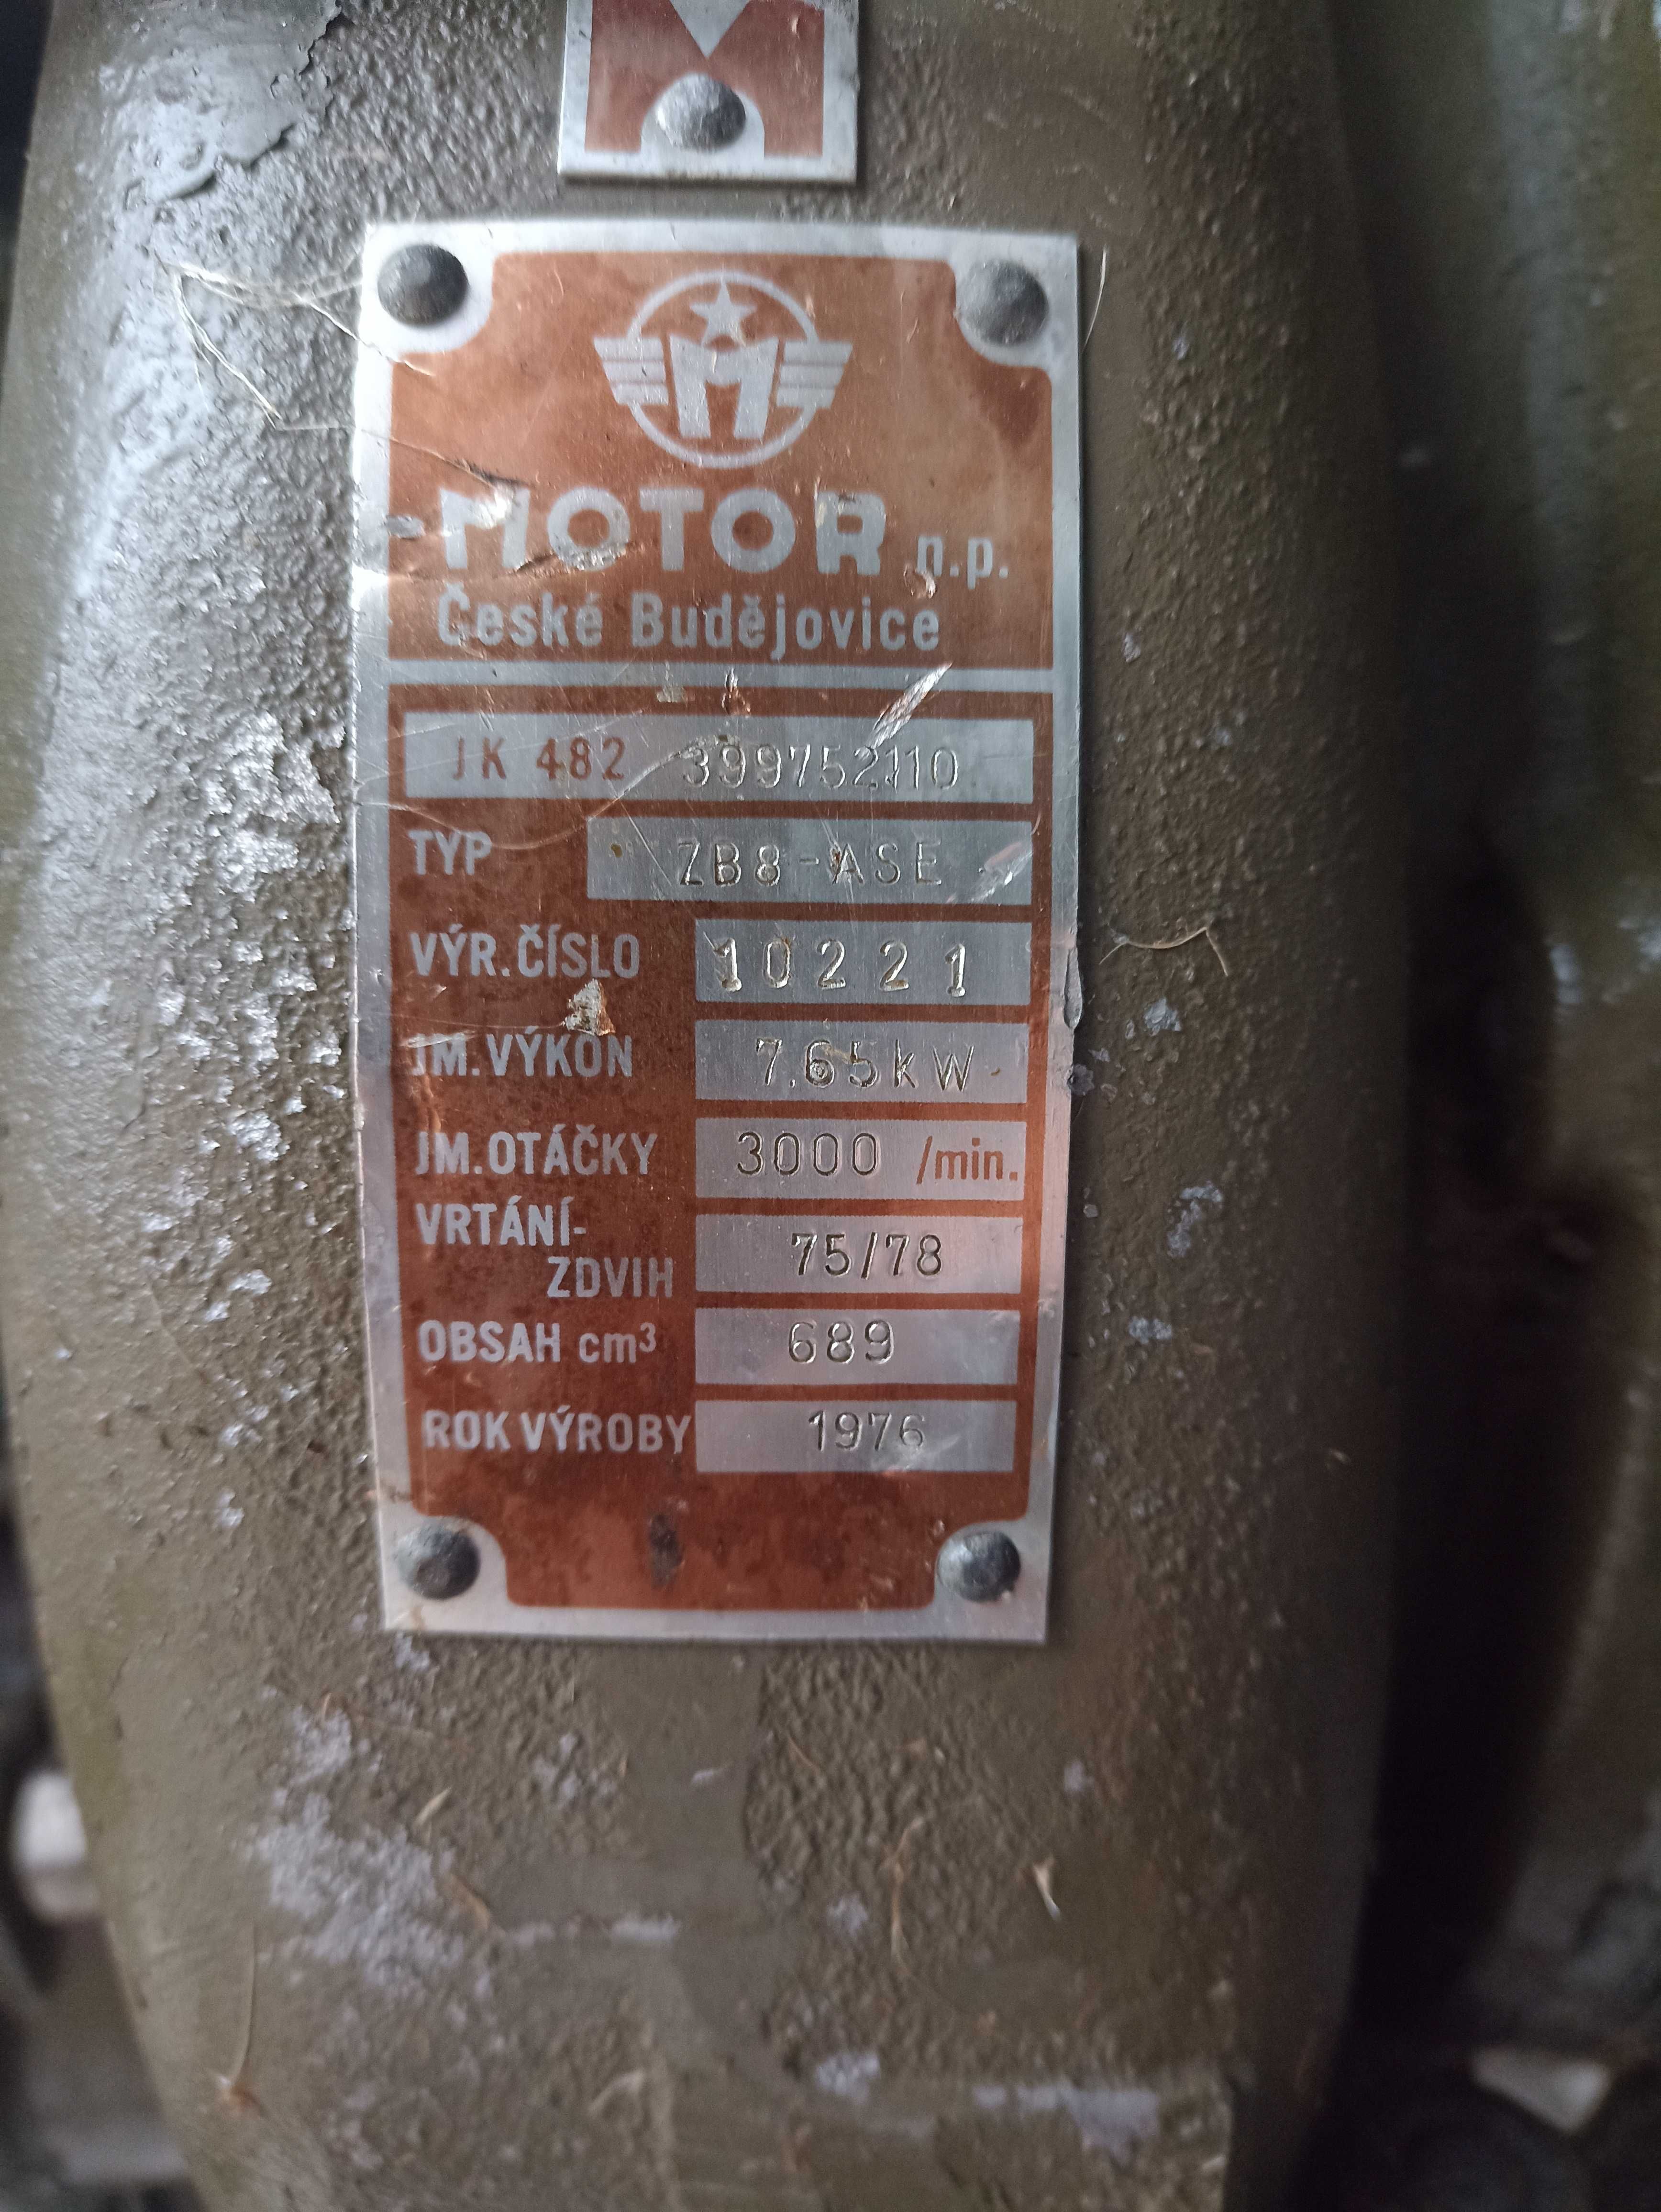 M
M
MOTOR n.p.
České Budějovice
JK 482 399752110
TYP ZB8-ASE
VÝR.ČÍSLO 10221
JM.VÝKON 7.65kW
JM.OTÁČKY 3000 /min.
VRTÁNÍ-
ZDVIH 75/78
OBSAH cm³ 689
ROK VÝROBY 1976